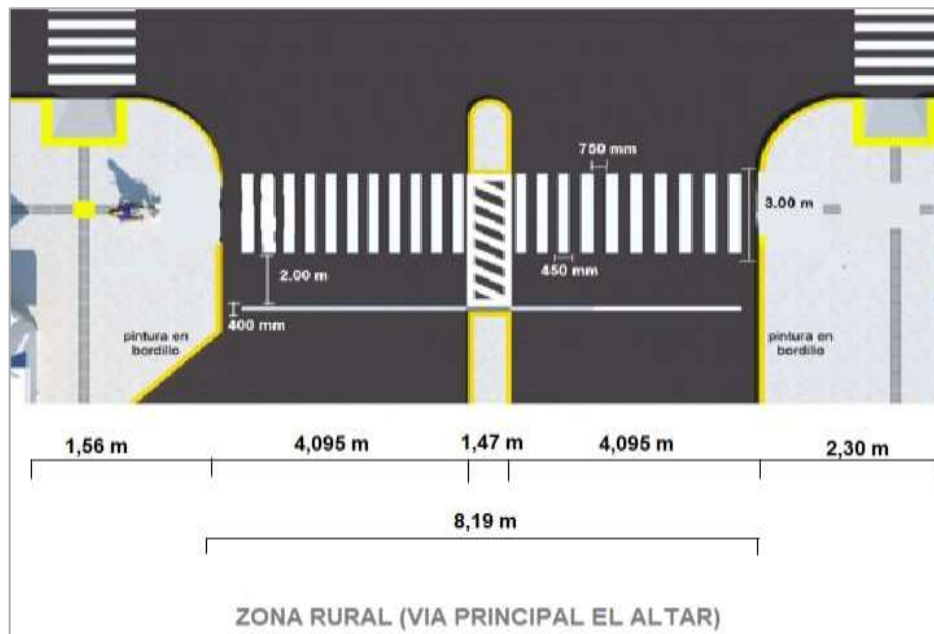 750 mm
3.00 m
450 mm
2.00 m
400 mm
pintura en
bordillo
pintura en
bordillo
1,56 m
4,095 m
1,47 m
4,095 m
2,30 m
8,19 m
ZONA RURAL (VIA PRINCIPAL EL ALTAR)